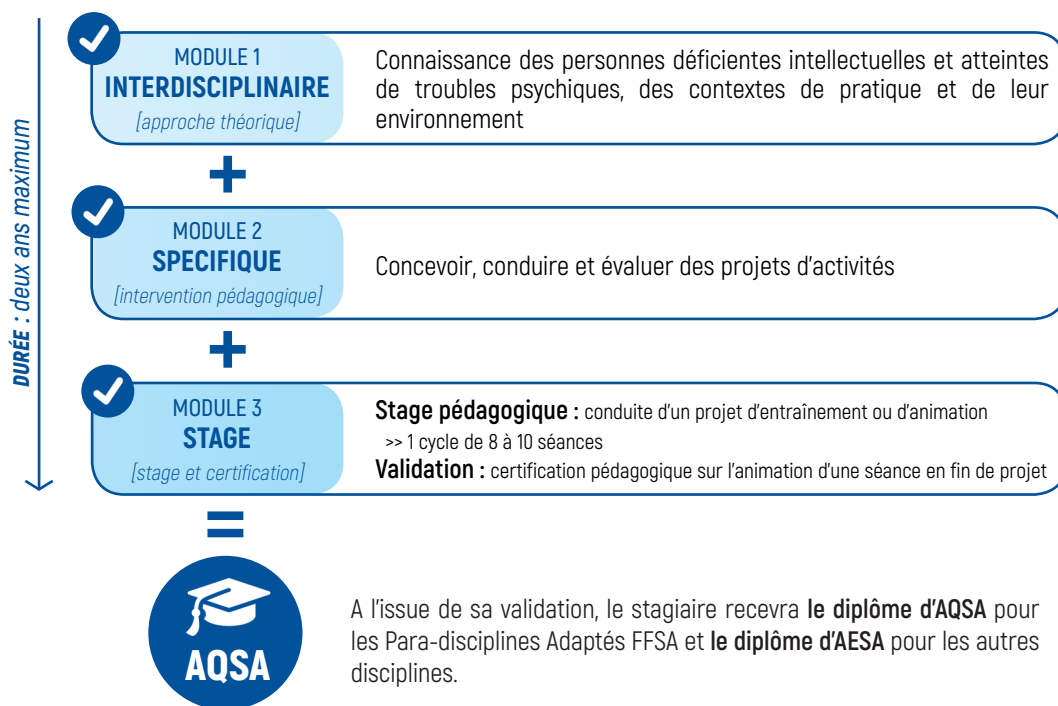 DURÉE : deux ans maximum
MODULE 1
INTERDISCIPLINAIRE
[approche théorique]
Connaissance des personnes déficientes intellectuelles et atteintes
de troubles psychiques, des contextes de pratique et de leur
environnement
+
MODULE 2
SPECIFIQUE
[intervention pédagogique]
Concevoir, conduire et évaluer des projets d'activités
+
MODULE 3
STAGE
[stage et certification]
Stage pédagogique : conduite d'un projet d'entraînement ou d'animation
>> 1 cycle de 8 à 10 séances
Validation : certification pédagogique sur l'animation d'une séance en fin de projet
=
AQSA
A l'issue de sa validation, le stagiaire recevra le diplôme d'AQSA pour
les Para-disciplines Adaptés FFSA et le diplôme d'AESA pour les autres
disciplines.